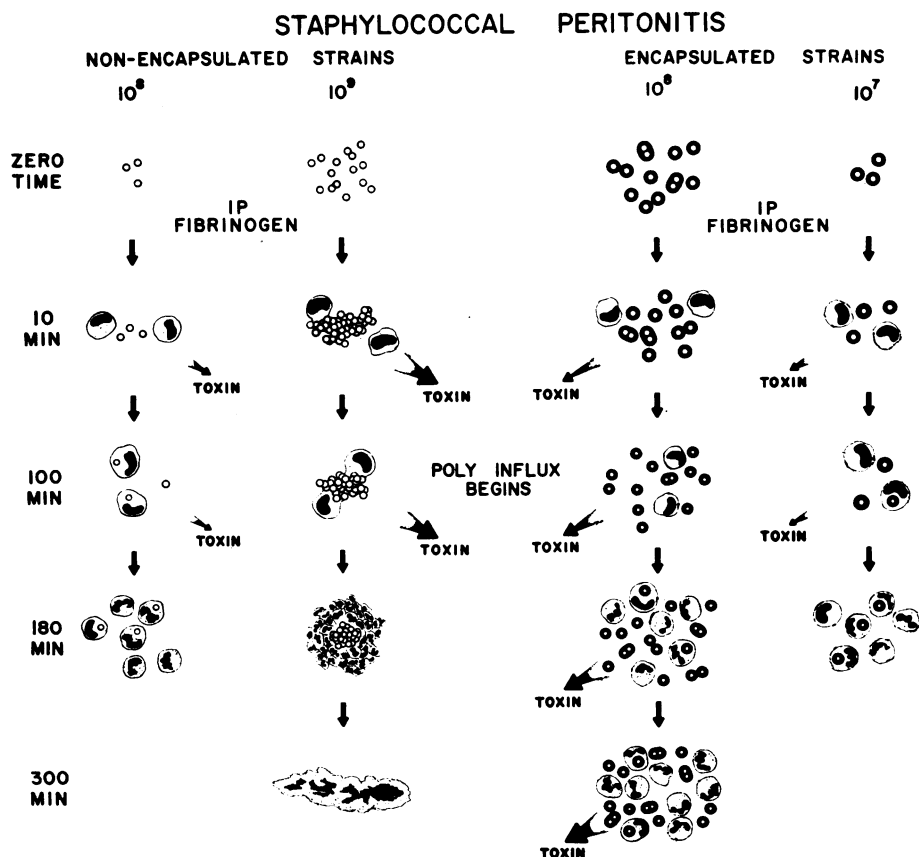 STAPHYLOCOCCAL PERITONITIS
NON-ENCAPSULATED STRAINS
ENCAPSULATED STRAINS
10⁸
10⁹
10⁸
10⁷
ZERO
TIME
IP
FIBRINOGEN
IP
FIBRINOGEN
10
MIN
TOXIN
TOXIN
TOXIN
TOXIN
100
MIN
POLY INFLUX
BEGINS
TOXIN
TOXIN
TOXIN
TOXIN
180
MIN
TOXIN
300
MIN
TOXIN